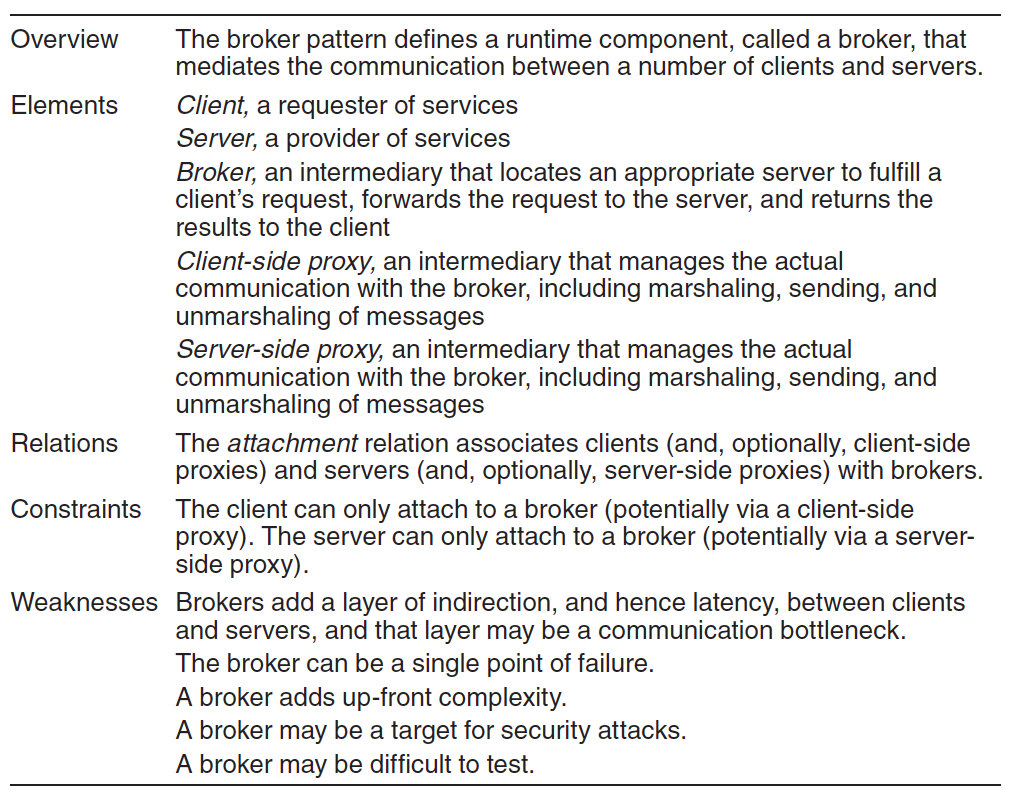 Overview The broker pattern defines a runtime component, called a broker, that
mediates the communication between a number of clients and servers.
Elements Client, a requester of services
Server, a provider of services
Broker, an intermediary that locates an appropriate server to fulfill a
client’s request, forwards the request to the server, and returns the
results to the client
Client-side proxy, an intermediary that manages the actual
communication with the broker, including marshaling, sending, and
unmarshaling of messages
Server-side proxy, an intermediary that manages the actual
communication with the broker, including marshaling, sending, and
unmarshaling of messages
Relations The attachment relation associates clients (and, optionally, client-side
proxies) and servers (and, optionally, server-side proxies) with brokers.
Constraints The client can only attach to a broker (potentially via a client-side
proxy). The server can only attach to a broker (potentially via a server-
side proxy).
Weaknesses Brokers add a layer of indirection, and hence latency, between clients
and servers, and that layer may be a communication bottleneck.
The broker can be a single point of failure.
A broker adds up-front complexity.
A broker may be a target for security attacks.
A broker may be difficult to test.